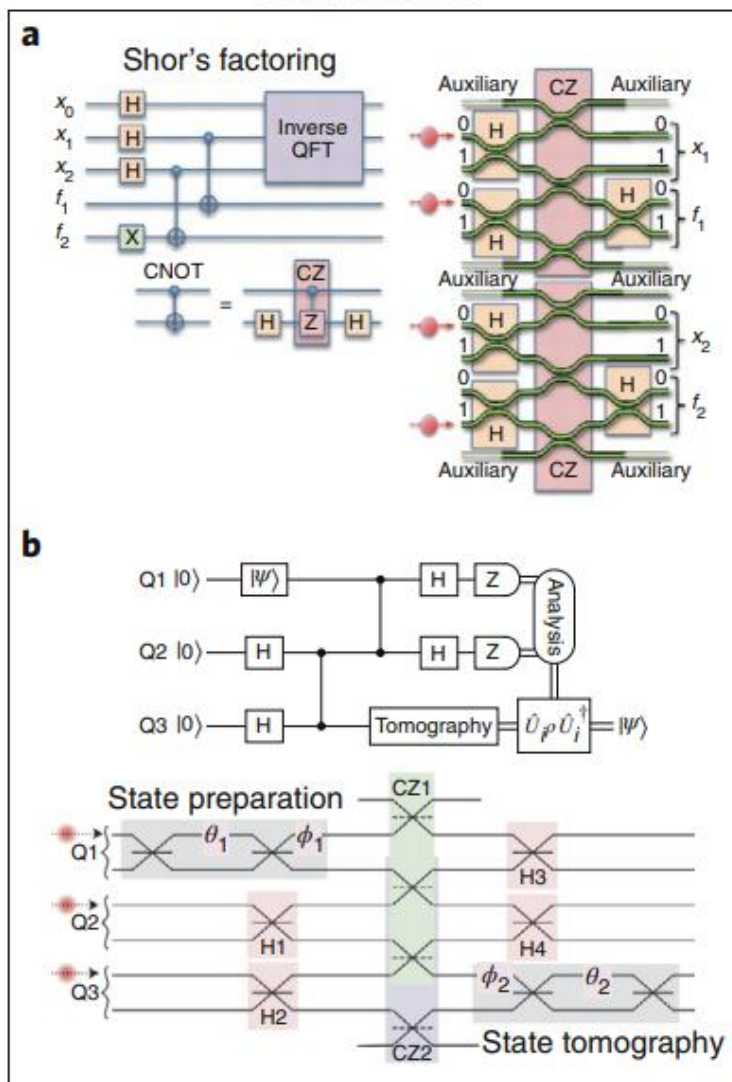 a
Shor's factoring
x0 H
x1 H
x2 H
Inverse QFT
f1
f2 X
CNOT = CZ
H Z H
Auxiliary CZ Auxiliary
0 H 0
1 1 x1
0 H 0
1 H 1 f1
Auxiliary Auxiliary
0 H 0
1 1 x2
0 H 0
1 H 1 f2
Auxiliary CZ Auxiliary
b
Q1 |0⟩ |Ψ⟩ H Z
Analysis
Q2 |0⟩ H H Z
Q3 |0⟩ H Tomography Û_i ρ Û_i† |Ψ⟩
State preparation CZ1
Q1 θ1 ϕ1 H3
Q2 H1 H4
Q3 H2 ϕ2 θ2
CZ2 State tomography